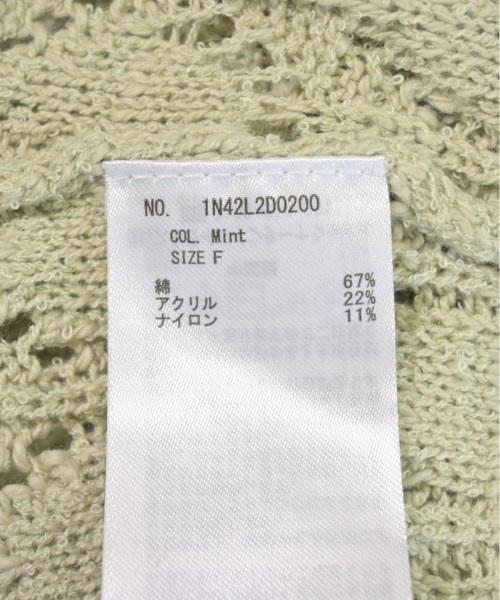 NO. 1N42L2D0200
COL. Mint
SIZE F
綿 67%
アクリル 22%
ナイロン 11%